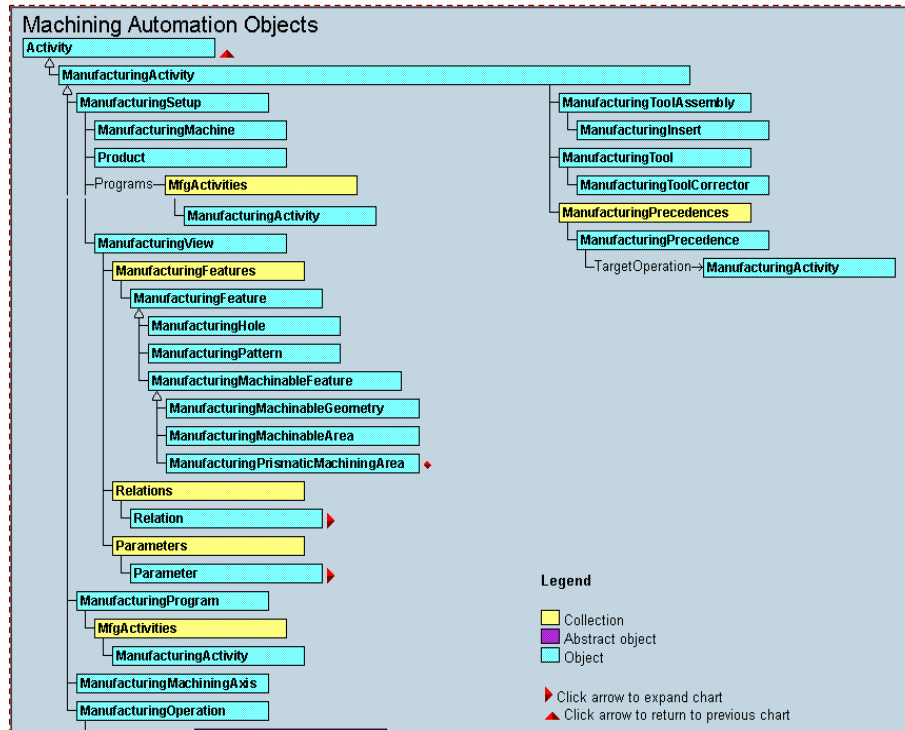 Machining Automation Objects
Activity
ManufacturingActivity
ManufacturingSetup
ManufacturingMachine
Product
Programs
MfgActivities
ManufacturingActivity
ManufacturingView
ManufacturingFeatures
ManufacturingFeature
ManufacturingHole
ManufacturingPattern
ManufacturingMachinableFeature
ManufacturingMachinableGeometry
ManufacturingMachinableArea
ManufacturingPrismaticMachiningArea
Relations
Relation
Parameters
Parameter
ManufacturingProgram
MfgActivities
ManufacturingActivity
ManufacturingMachiningAxis
ManufacturingOperation
ManufacturingToolAssembly
ManufacturingInsert
ManufacturingTool
ManufacturingToolCorrector
ManufacturingPrecedences
ManufacturingPrecedence
TargetOperation
ManufacturingActivity
Legend
Collection
Abstract object
Object
Click arrow to expand chart
Click arrow to return to previous chart